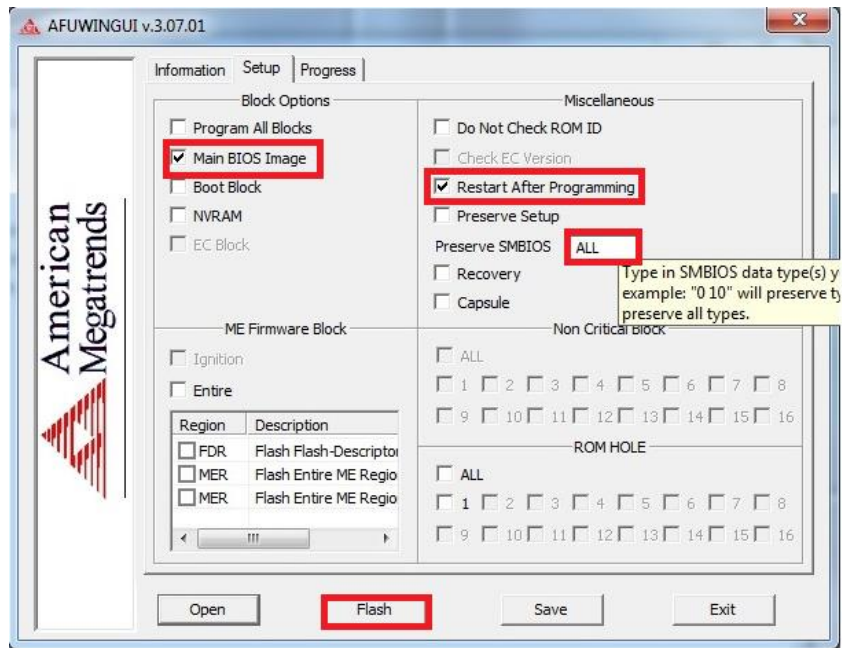 AFUWINGUI v.3.07.01
Information Setup Progress
Block Options
Program All Blocks
Main BIOS Image
Boot Block
NVRAM
EC Block
Miscellaneous
Do Not Check ROM ID
Check EC Version
Restart After Programming
Preserve Setup
Preserve SMBIOS ALL
Recovery
Capsule
Type in SMBIOS data type(s) y
example: "0 10" will preserve ty
preserve all types.
ME Firmware Block
Ignition
Entire
Region Description
FDR Flash Flash-Descriptor
MER Flash Entire ME Regio
MER Flash Entire ME Regio
Non Critical Block
ALL
1 2 3 4 5 6 7 8
9 10 11 12 13 14 15 16
ROM HOLE
ALL
1 2 3 4 5 6 7 8
9 10 11 12 13 14 15 16
American
Megatrends
Open Flash Save Exit